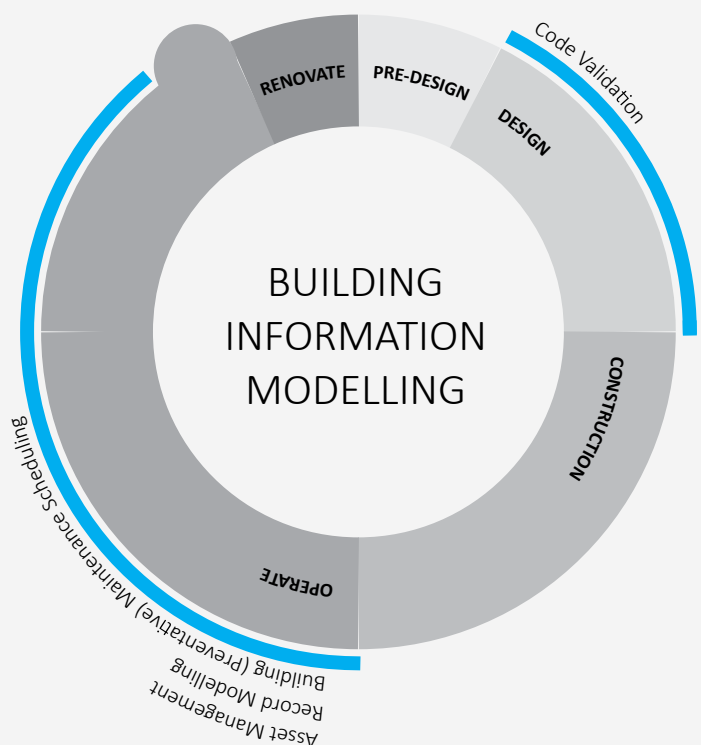 Code Validation
RENOVATE
PRE-DESIGN
DESIGN
BUILDING
INFORMATION
MODELLING
CONSTRUCTION
OPERATE
Building (Preventative) Maintenance Scheduling
Record Modelling
Asset Management